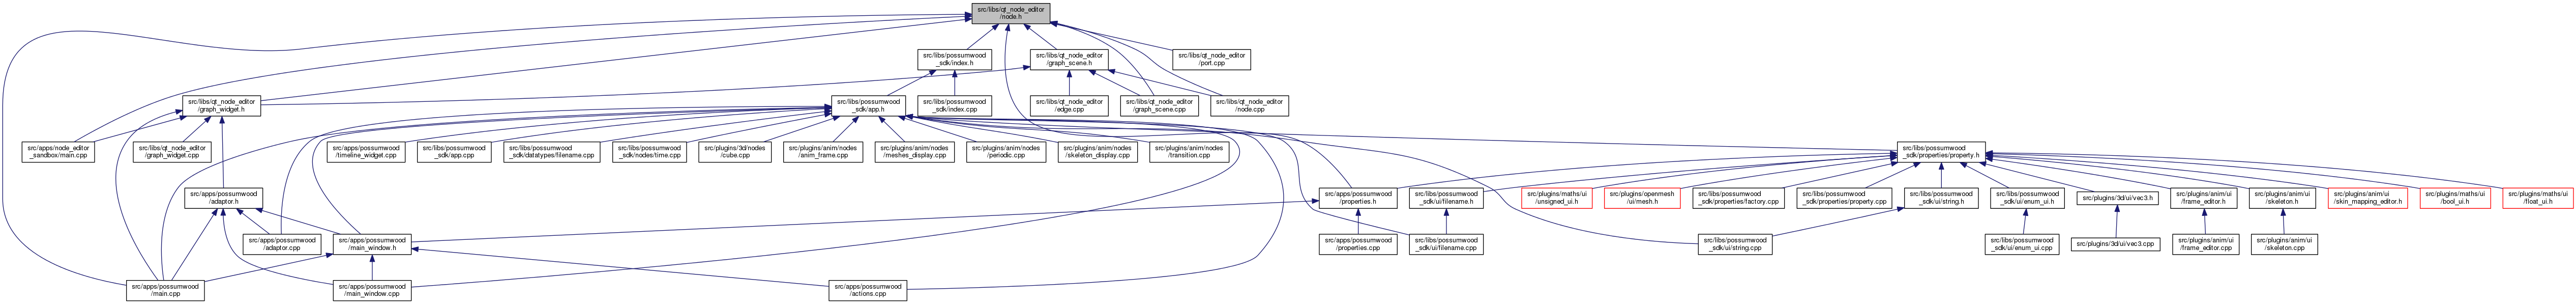 src/libs/qt_node_editor
/node.h
src/libs/possumwood
_sdk/index.h
src/libs/qt_node_editor
/graph_scene.h
src/libs/qt_node_editor
/port.cpp
src/libs/qt_node_editor
/graph_widget.h
src/libs/possumwood
_sdk/app.h
src/libs/possumwood
_sdk/index.cpp
src/libs/qt_node_editor
/edge.cpp
src/libs/qt_node_editor
/graph_scene.cpp
src/libs/qt_node_editor
/node.cpp
src/apps/node_editor
_sandbox/main.cpp
src/libs/qt_node_editor
/graph_widget.cpp
src/apps/possumwood
/timeline_widget.cpp
src/libs/possumwood
_sdk/app.cpp
src/libs/possumwood
_sdk/datatypes/filename.cpp
src/libs/possumwood
_sdk/nodes/time.cpp
src/plugins/3d/nodes
/cube.cpp
src/plugins/anim/nodes
/anim_frame.cpp
src/plugins/anim/nodes
/meshes_display.cpp
src/plugins/anim/nodes
/periodic.cpp
src/plugins/anim/nodes
/skeleton_display.cpp
src/plugins/anim/nodes
/transition.cpp
src/libs/possumwood
_sdk/properties/property.h
src/apps/possumwood
/adaptor.h
src/apps/possumwood
/properties.h
src/libs/possumwood
_sdk/ui/filename.h
src/plugins/maths/ui
/unsigned_ui.h
src/plugins/openmesh
/ui/mesh.h
src/libs/possumwood
_sdk/properties/factory.cpp
src/libs/possumwood
_sdk/properties/property.cpp
src/libs/possumwood
_sdk/ui/string.h
src/libs/possumwood
_sdk/ui/enum_ui.h
src/plugins/3d/ui/vec3.h
src/plugins/anim/ui
/frame_editor.h
src/plugins/anim/ui
/skeleton.h
src/plugins/anim/ui
/skin_mapping_editor.h
src/plugins/maths/ui
/bool_ui.h
src/plugins/maths/ui
/float_ui.h
src/apps/possumwood
/adaptor.cpp
src/apps/possumwood
/main_window.h
src/apps/possumwood
/properties.cpp
src/libs/possumwood
_sdk/ui/filename.cpp
src/libs/possumwood
_sdk/ui/string.cpp
src/libs/possumwood
_sdk/ui/enum_ui.cpp
src/plugins/3d/ui/vec3.cpp
src/plugins/anim/ui
/frame_editor.cpp
src/plugins/anim/ui
/skeleton.cpp
src/apps/possumwood
/main.cpp
src/apps/possumwood
/main_window.cpp
src/apps/possumwood
/actions.cpp